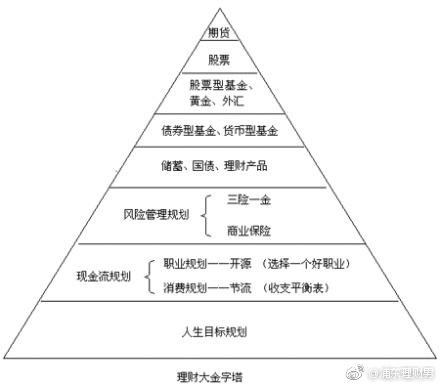 期货
股票
股票型基金、
黄金、外汇
债券型基金、货币型基金
储蓄、国债、理财产品
风险管理规划
三险一金
商业保险
现金流规划
职业规划——开源 (选择一个好职业)
消费规划——节流 (收支平衡表)
人生目标规划
理财大金字塔
@浦东理财男